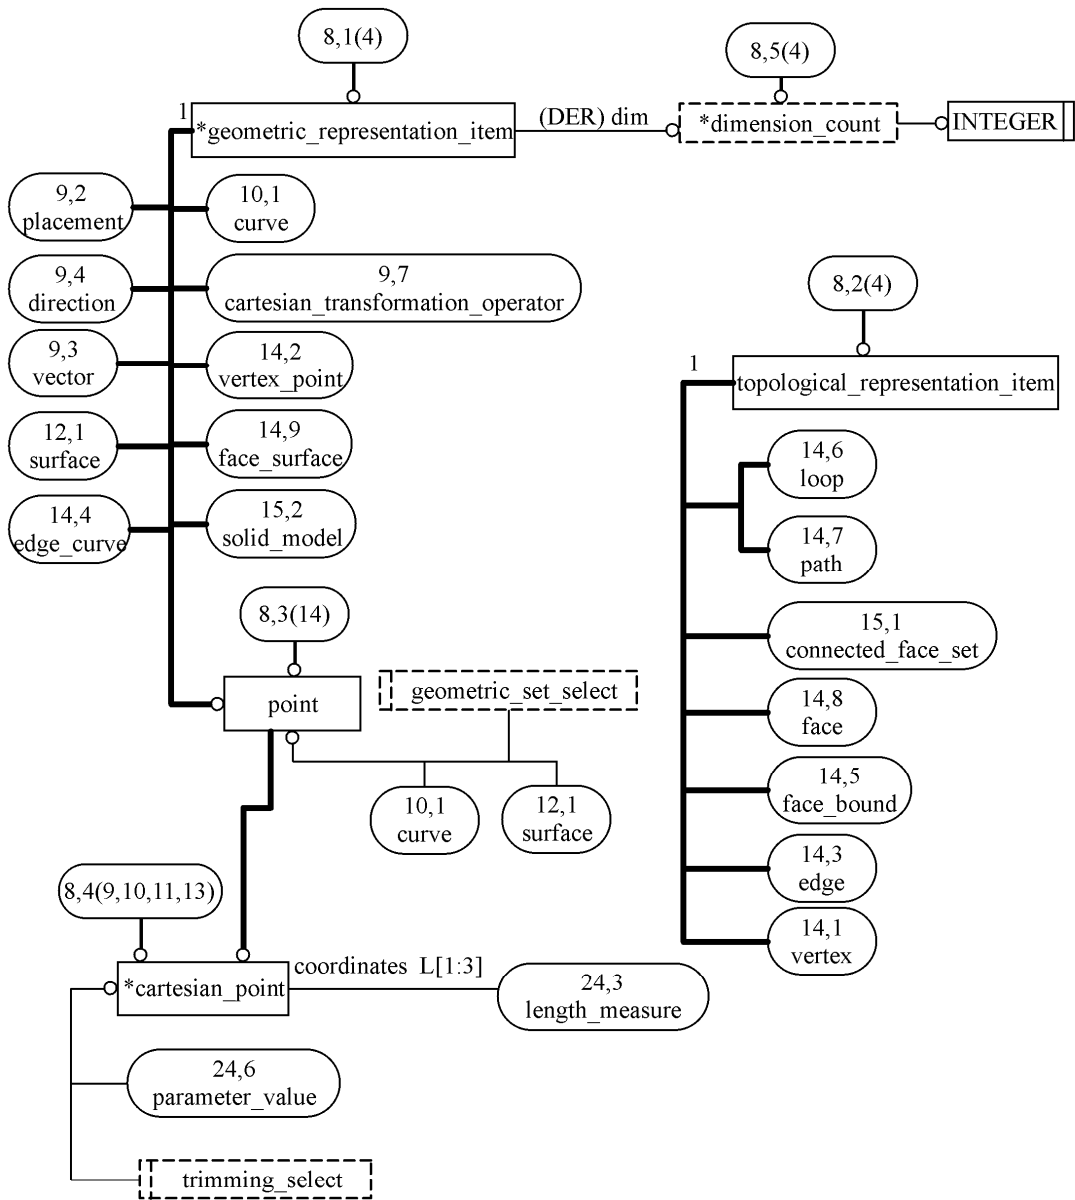 8,1(4)
8,5(4)
1
*geometric_representation_item
(DER) dim
*dimension_count
INTEGER
9,2
placement
10,1
curve
9,4
direction
9,7
cartesian_transformation_operator
8,2(4)
9,3
vector
14,2
vertex_point
1
topological_representation_item
12,1
surface
14,9
face_surface
14,6
loop
14,4
edge_curve
15,2
solid_model
14,7
path
8,3(14)
15,1
connected_face_set
point
geometric_set_select
14,8
face
10,1
curve
12,1
surface
14,5
face_bound
8,4(9,10,11,13)
14,3
edge
14,1
vertex
*cartesian_point
coordinates L[1:3]
24,3
length_measure
24,6
parameter_value
trimming_select